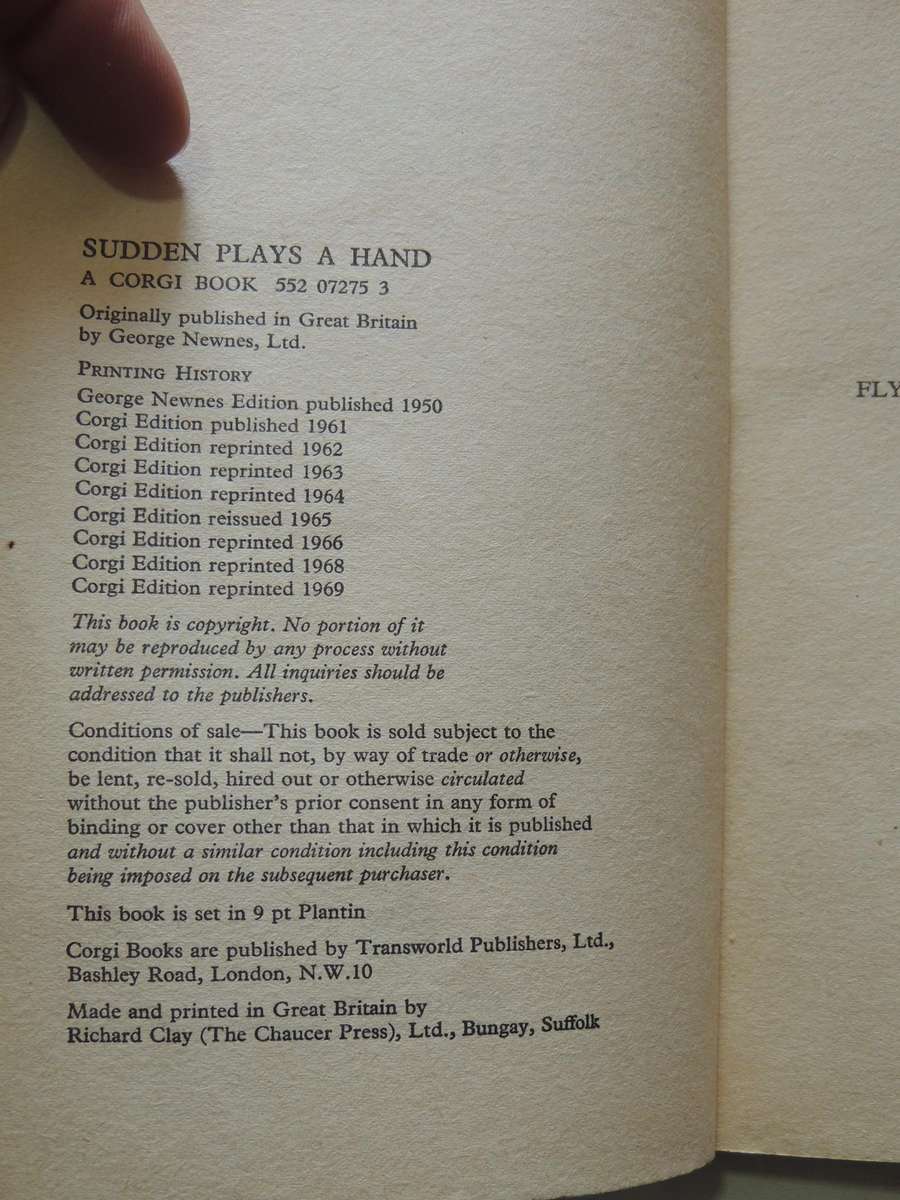 SUDDEN PLAYS A HAND
A CORGI BOOK 552 07275 3
Originally published in Great Britain
by George Newnes, Ltd.
PRINTING HISTORY
George Newnes Edition published 1950
Corgi Edition published 1961
Corgi Edition reprinted 1962
Corgi Edition reprinted 1963
Corgi Edition reprinted 1964
Corgi Edition reissued 1965
Corgi Edition reprinted 1966
Corgi Edition reprinted 1968
Corgi Edition reprinted 1969
This book is copyright. No portion of it
may be reproduced by any process without
written permission. All inquiries should be
addressed to the publishers.
Conditions of sale—This book is sold subject to the
condition that it shall not, by way of trade or otherwise,
be lent, re-sold, hired out or otherwise circulated
without the publisher's prior consent in any form of
binding or cover other than that in which it is published
and without a similar condition including this condition
being imposed on the subsequent purchaser.
This book is set in 9 pt Plantin
Corgi Books are published by Transworld Publishers, Ltd.,
Bashley Road, London, N.W.10
Made and printed in Great Britain by
Richard Clay (The Chaucer Press), Ltd., Bungay, Suffolk
FLY